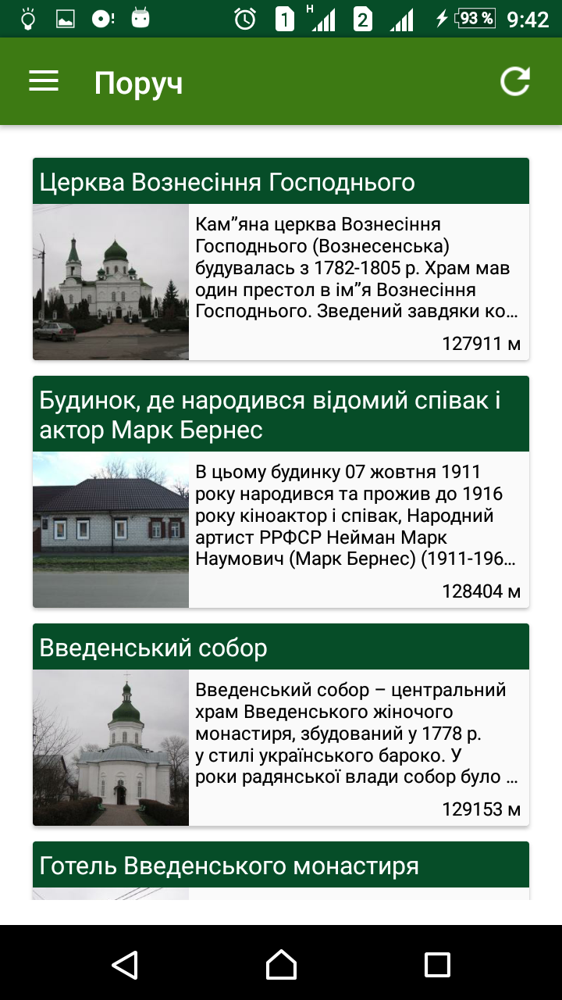 1 H 2 93 % 9:42
Поруч
Церква Вознесіння Господнього
Кам”яна церква Вознесіння
Господнього (Вознесенська)
будувалась з 1782-1805 р. Храм мав
один престол в ім”я Вознесіння
Господнього. Зведений завдяки ко...
127911 м
Будинок, де народився відомий співак і
актор Марк Бернес
В цьому будинку 07 жовтня 1911
року народився та прожив до 1916
року кіноактор і співак, Народний
артист РРФСР Нейман Марк
Наумович (Марк Бернес) (1911-196...
128404 м
Введенський собор
Введенський собор – центральний
храм Введенського жіночого
монастиря, збудований у 1778 р.
у стилі українського бароко. У
роки радянської влади собор було ...
129153 м
Готель Введенського монастиря